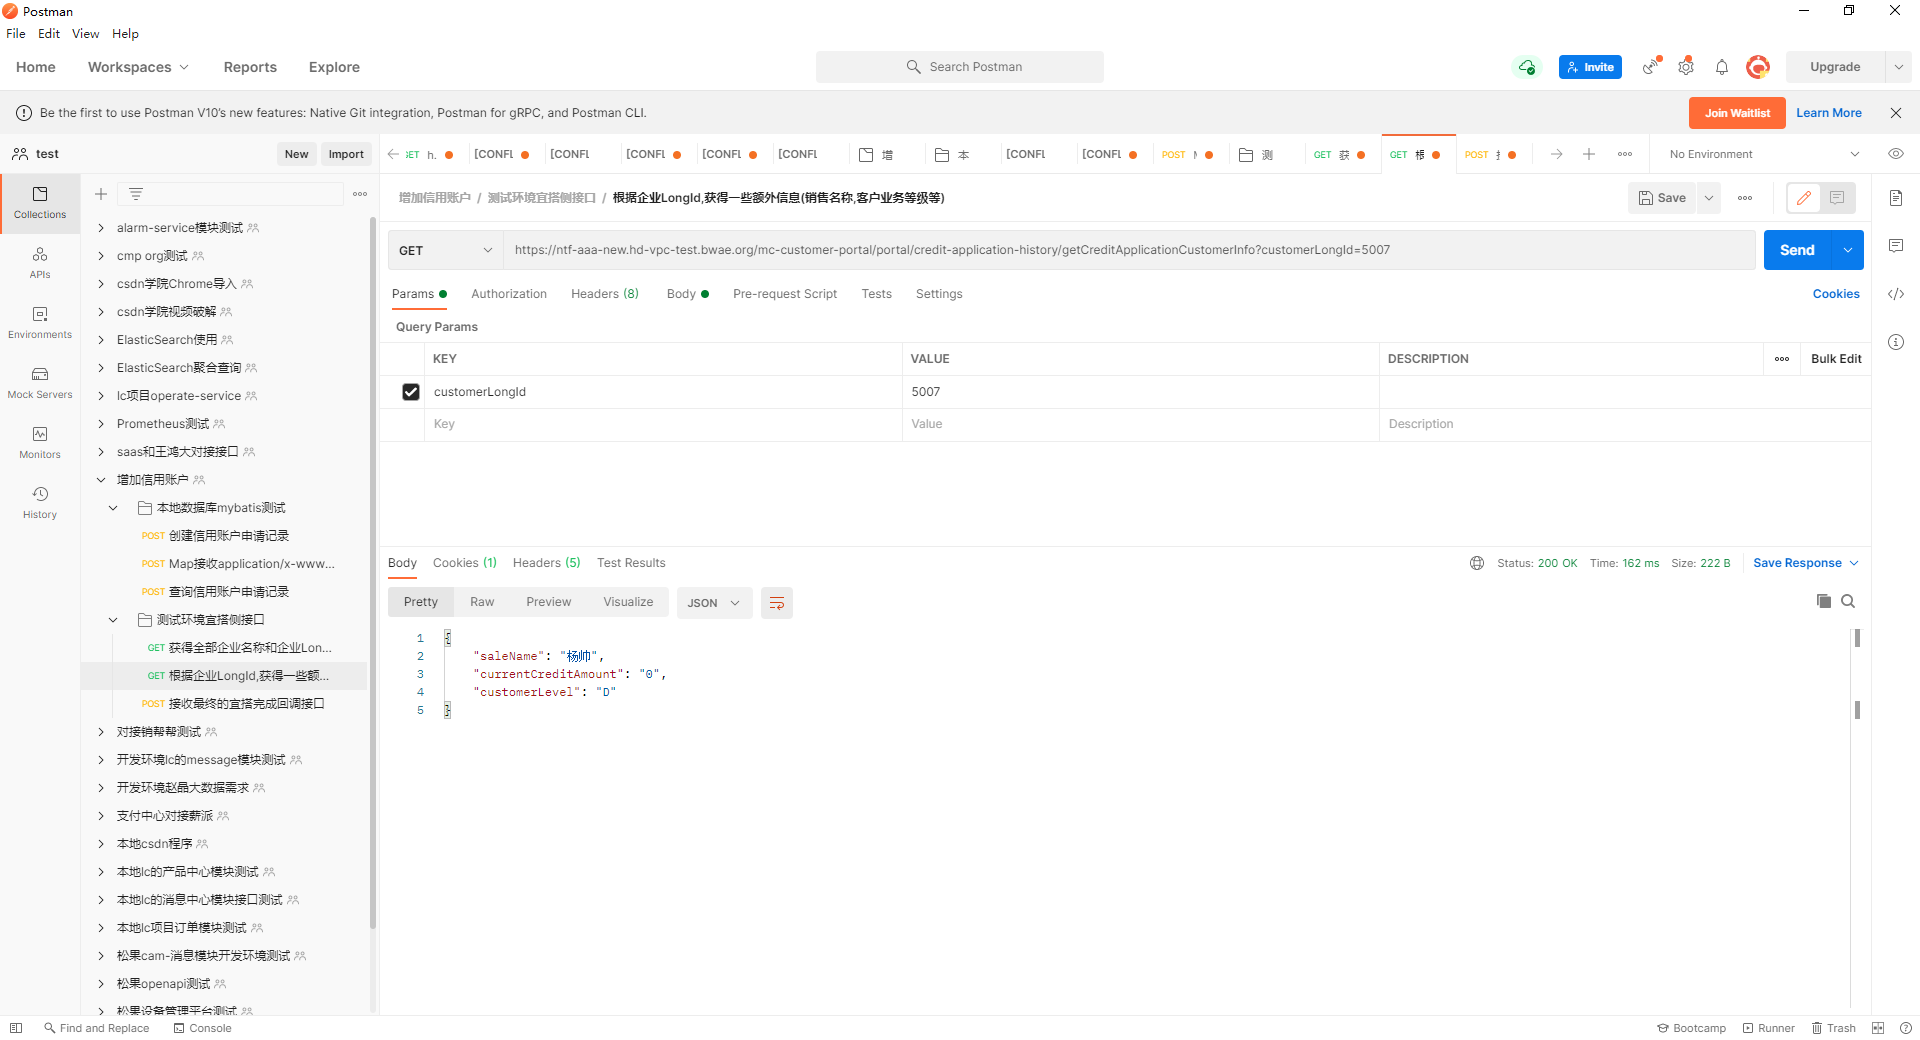 Postman
File Edit View Help
Home Workspaces Reports Explore Search Postman Invite Upgrade
Be the first to use Postman V10's new features: Native Git integration, Postman for gRPC, and Postman CLI. Join Waitlist Learn More
test New Import
GET h. [CONFL [CONFL [CONFL [CONFL [CONFL 增 本 [CONFL [CONFL POST 测 GET 获 GET 根 POST No Environment
Collections
APIs
Environments
Mock Servers
Monitors
History
alarm-service模块测试
cmp org测试
csdn学院Chrome导入
csdn学院视频破解
ElasticSearch使用
ElasticSearch聚合查询
lc项目operate-service
Prometheus测试
saas和王鸿大对接接口
增加信用账户
本地数据库mybatis测试
POST 创建信用账户申请记录
POST Map接收application/x-www...
POST 查询信用账户申请记录
测试环境宜搭侧接口
GET 获得全部企业名称和企业Lon...
GET 根据企业LongId,获得一些额...
POST 接收最终的宜搭完成回调接口
对接销帮帮测试
开发环境lc的message模块测试
开发环境赵晶大数据需求
支付中心对接薪派
本地csdn程序
本地lc的产品中心模块测试
本地lc的消息中心模块接口测试
本地lc项目订单模块测试
松果cam-消息模块开发环境测试
松果openapi测试
松果设备管理平台测试
增加信用账户 / 测试环境宜搭侧接口 / 根据企业LongId,获得一些额外信息(销售名称,客户业务等级等) Save
GET https://ntf-aaa-new.hd-vpc-test.bwae.org/mc-customer-portal/portal/credit-application-history/getCreditApplicationCustomerInfo?customerLongId=5007 Send
Params Authorization Headers (8) Body Pre-request Script Tests Settings Cookies
Query Params
KEY VALUE DESCRIPTION Bulk Edit
customerLongId 5007
Key Value Description
Body Cookies (1) Headers (5) Test Results Status: 200 OK Time: 162 ms Size: 222 B Save Response
Pretty Raw Preview Visualize JSON
1 {
2 "saleName": "杨帅",
3 "currentCreditAmount": "0",
4 "customerLevel": "D"
5 }
Find and Replace Console Bootcamp Runner Trash